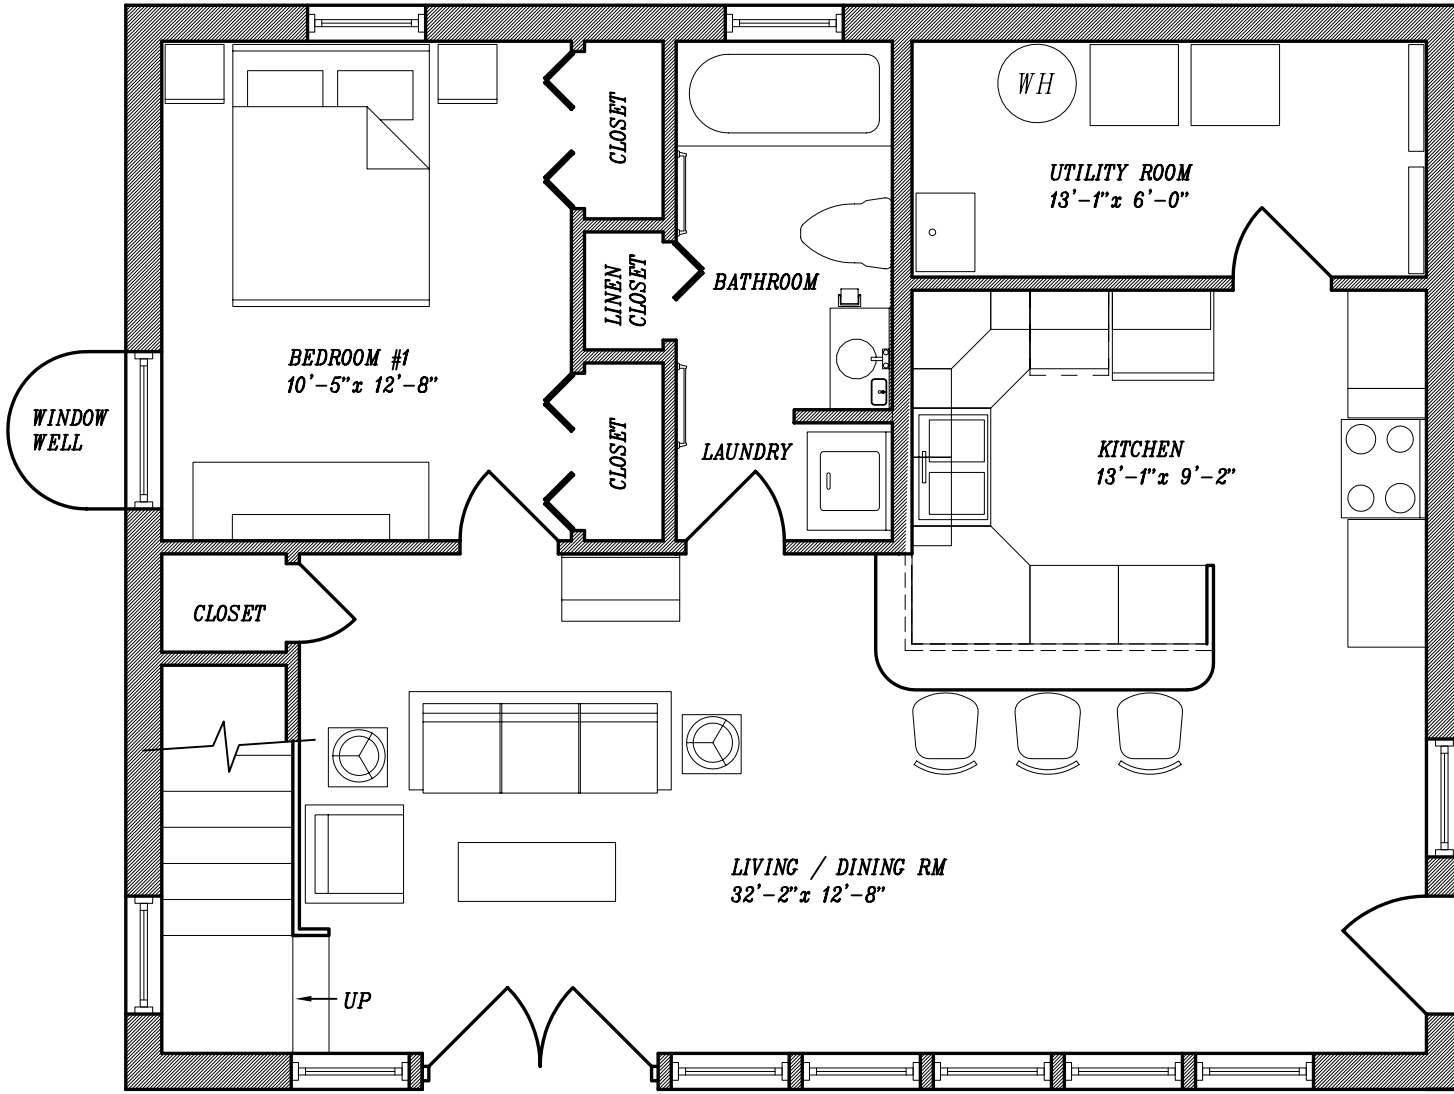 WH
CLOSET
UTILITY ROOM
13'-1"x 6'-0"
LINEN
CLOSET
BATHROOM
BEDROOM #1
10'-5"x 12'-8"
WINDOW
WELL
CLOSET
LAUNDRY
KITCHEN
13'-1"x 9'-2"
CLOSET
LIVING / DINING RM
32'-2"x 12'-8"
UP